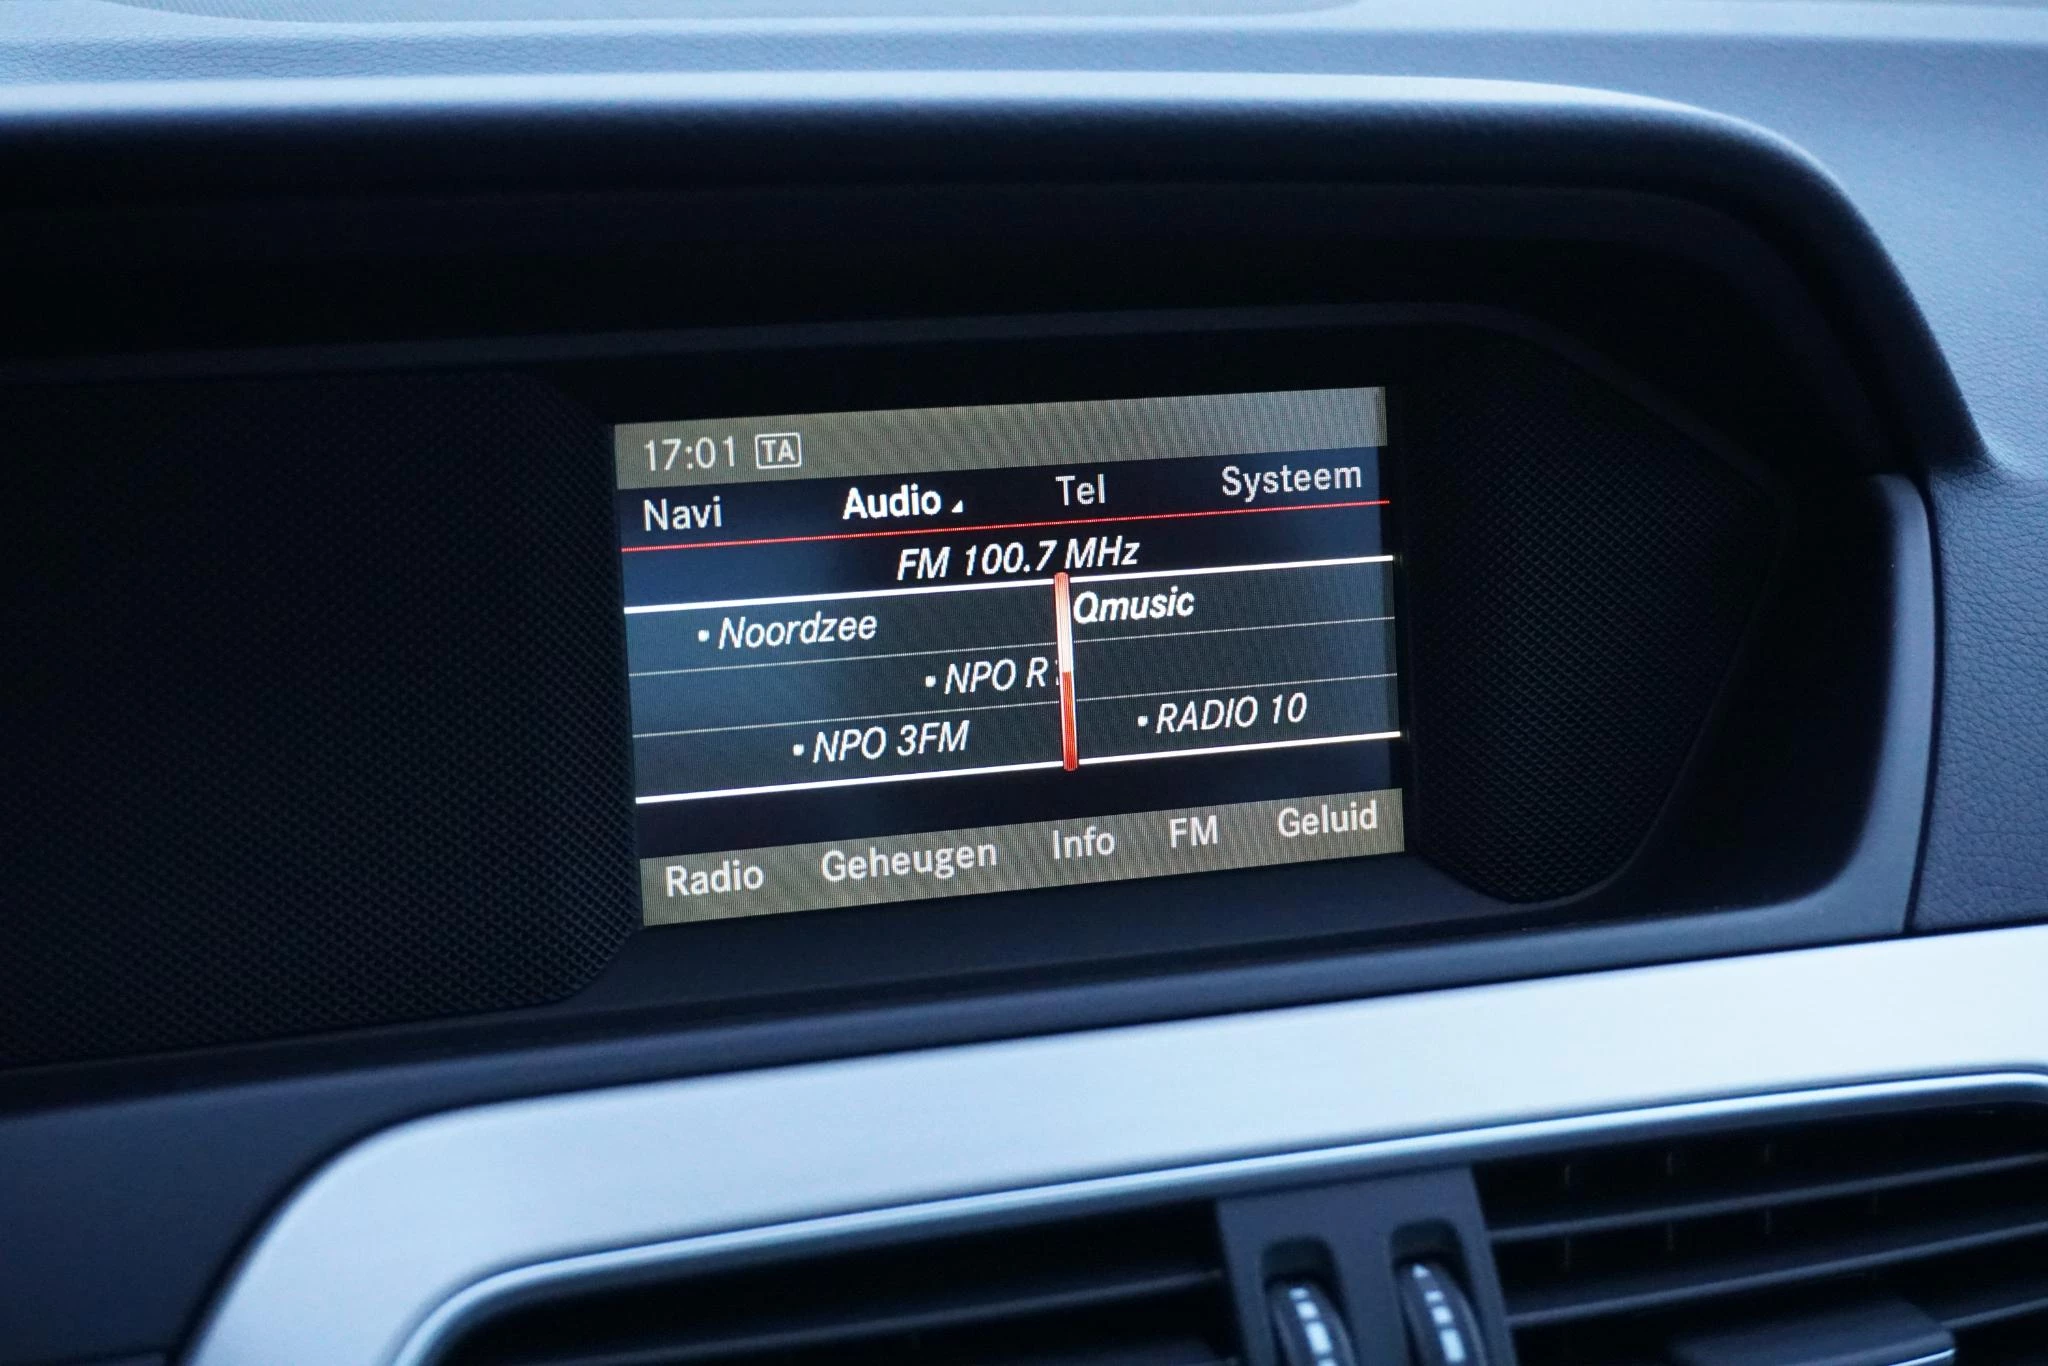 17:01 TA
Navi Audio Tel Systeem
FM 100.7 MHz
• Noordzee Qmusic
• NPO R
• NPO 3FM • RADIO 10
Radio Geheugen Info FM Geluid